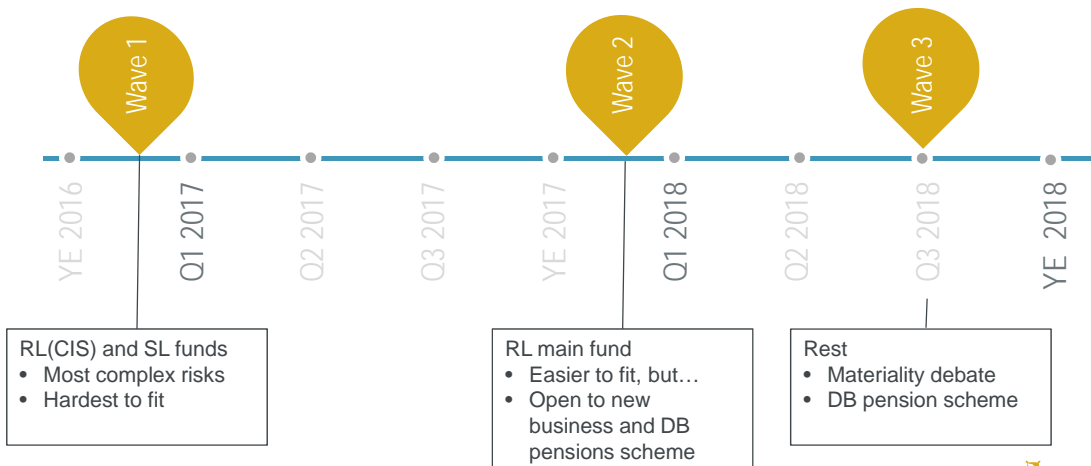 Wave 1
Wave 2
Wave 3
YE 2016
Q1 2017
Q2 2017
Q3 2017
YE 2017
Q1 2018
Q2 2018
Q3 2018
YE 2018
RL(CIS) and SL funds
• Most complex risks
• Hardest to fit
RL main fund
• Easier to fit, but…
• Open to new
business and DB
pensions scheme
Rest
• Materiality debate
• DB pension scheme